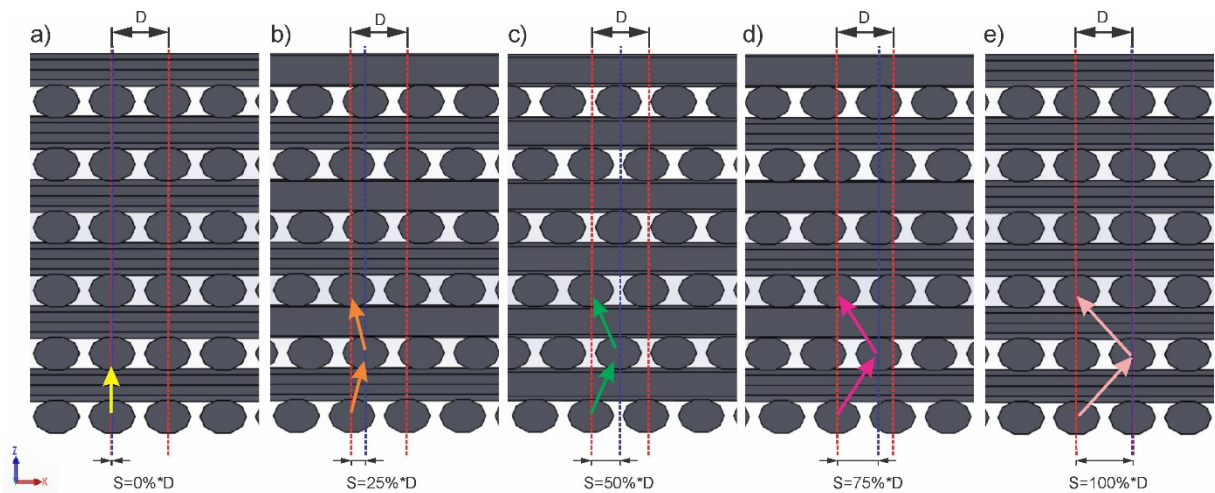 a) D b) D c) D d) D e) D
Z
X
S=0%*D S=25%*D S=50%*D S=75%*D S=100%*D